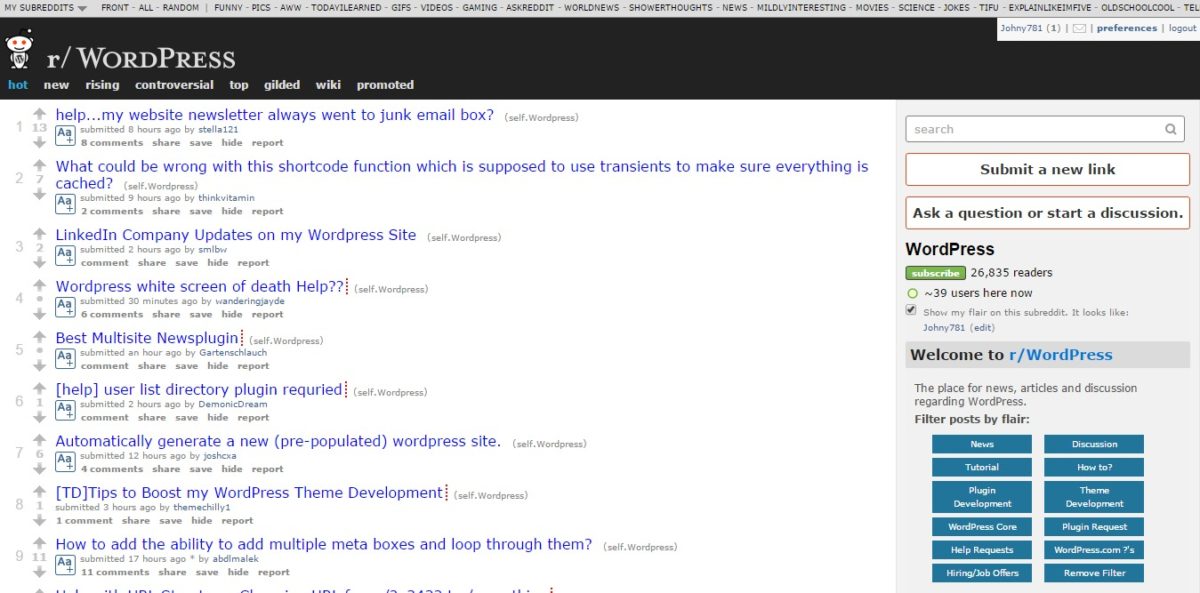 MY SUBREDDITS FRONT - ALL - RANDOM | FUNNY - PICS - AWW - TODAYILEARNED - GIFS - VIDEOS - GAMING - ASKREDDIT - WORLDNEWS - SHOWERTHOUGHTS - NEWS - MILDLYINTERESTING - MOVIES - SCIENCE - JOKES - TIFU - EXPLAINLIKEIMFIVE - OLDSCHOOLCOOL - TEL
Johny781 (1) | | preferences | logout
r/WordPress
hot new rising controversial top gilded wiki promoted
1
13
help...my website newsletter always went to junk email box? (self.Wordpress)
Aa+
submitted 8 hours ago by stella121
8 comments share save hide report
2
7
What could be wrong with this shortcode function which is supposed to use transients to make sure everything is
cached? (self.Wordpress)
Aa+
submitted 9 hours ago by thinkvitamin
2 comments share save hide report
3
2
LinkedIn Company Updates on my Wordpress Site (self.Wordpress)
Aa+
submitted 2 hours ago by smlbw
comment share save hide report
4
•
Wordpress white screen of death Help?? (self.Wordpress)
Aa+
submitted 30 minutes ago by wanderingjayde
6 comments share save hide report
5
•
Best Multisite Newsplugin (self.Wordpress)
Aa+
submitted an hour ago by Gartenschlauch
comment share save hide report
6
1
[help] user list directory plugin requried (self.Wordpress)
Aa+
submitted 2 hours ago by DemonicDream
comment share save hide report
7
6
Automatically generate a new (pre-populated) wordpress site. (self.Wordpress)
Aa+
submitted 12 hours ago by joshcxa
4 comments share save hide report
8
1
[TD]Tips to Boost my WordPress Theme Development (self.Wordpress)
submitted 3 hours ago by themechilly1
1 comment share save hide report
9
11
How to add the ability to add multiple meta boxes and loop through them? (self.Wordpress)
Aa+
submitted 17 hours ago * by abdlmalek
11 comments share save hide report
search
Submit a new link
Ask a question or start a discussion.
WordPress
subscribe 26,835 readers
~39 users here now
Show my flair on this subreddit. It looks like:
Johny781 (edit)
Welcome to r/WordPress
The place for news, articles and discussion
regarding WordPress.
Filter posts by flair:
News Discussion
Tutorial How to?
Plugin Development Theme Development
WordPress Core Plugin Request
Help Requests WordPress.com ?'s
Hiring/Job Offers Remove Filter